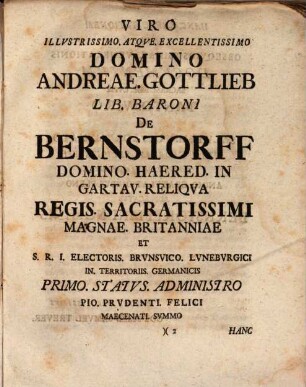 VIRO
ILLVSTRISSIMO. ATQVE. EXCELLENTISSIMO
DOMINO
ANDREAE. GOTTLIEB
LIB. BARONI
DE
BERNSTORFF
DOMINO. HAERED. IN
GARTAV. RELIQVA
REGIS. SACRATISSIMI
MAGNAE. BRITANNIAE
ET
S. R. I. ELECTORIS. BRVNSVICO. LVNEBVRGICI
IN. TERRITORIIS. GERMANICIS
PRIMO. STATVS. ADMINISTRO
PIO. PRVDENTI. FELICI
MAECENATI. SVMMO
)( 2 HANC